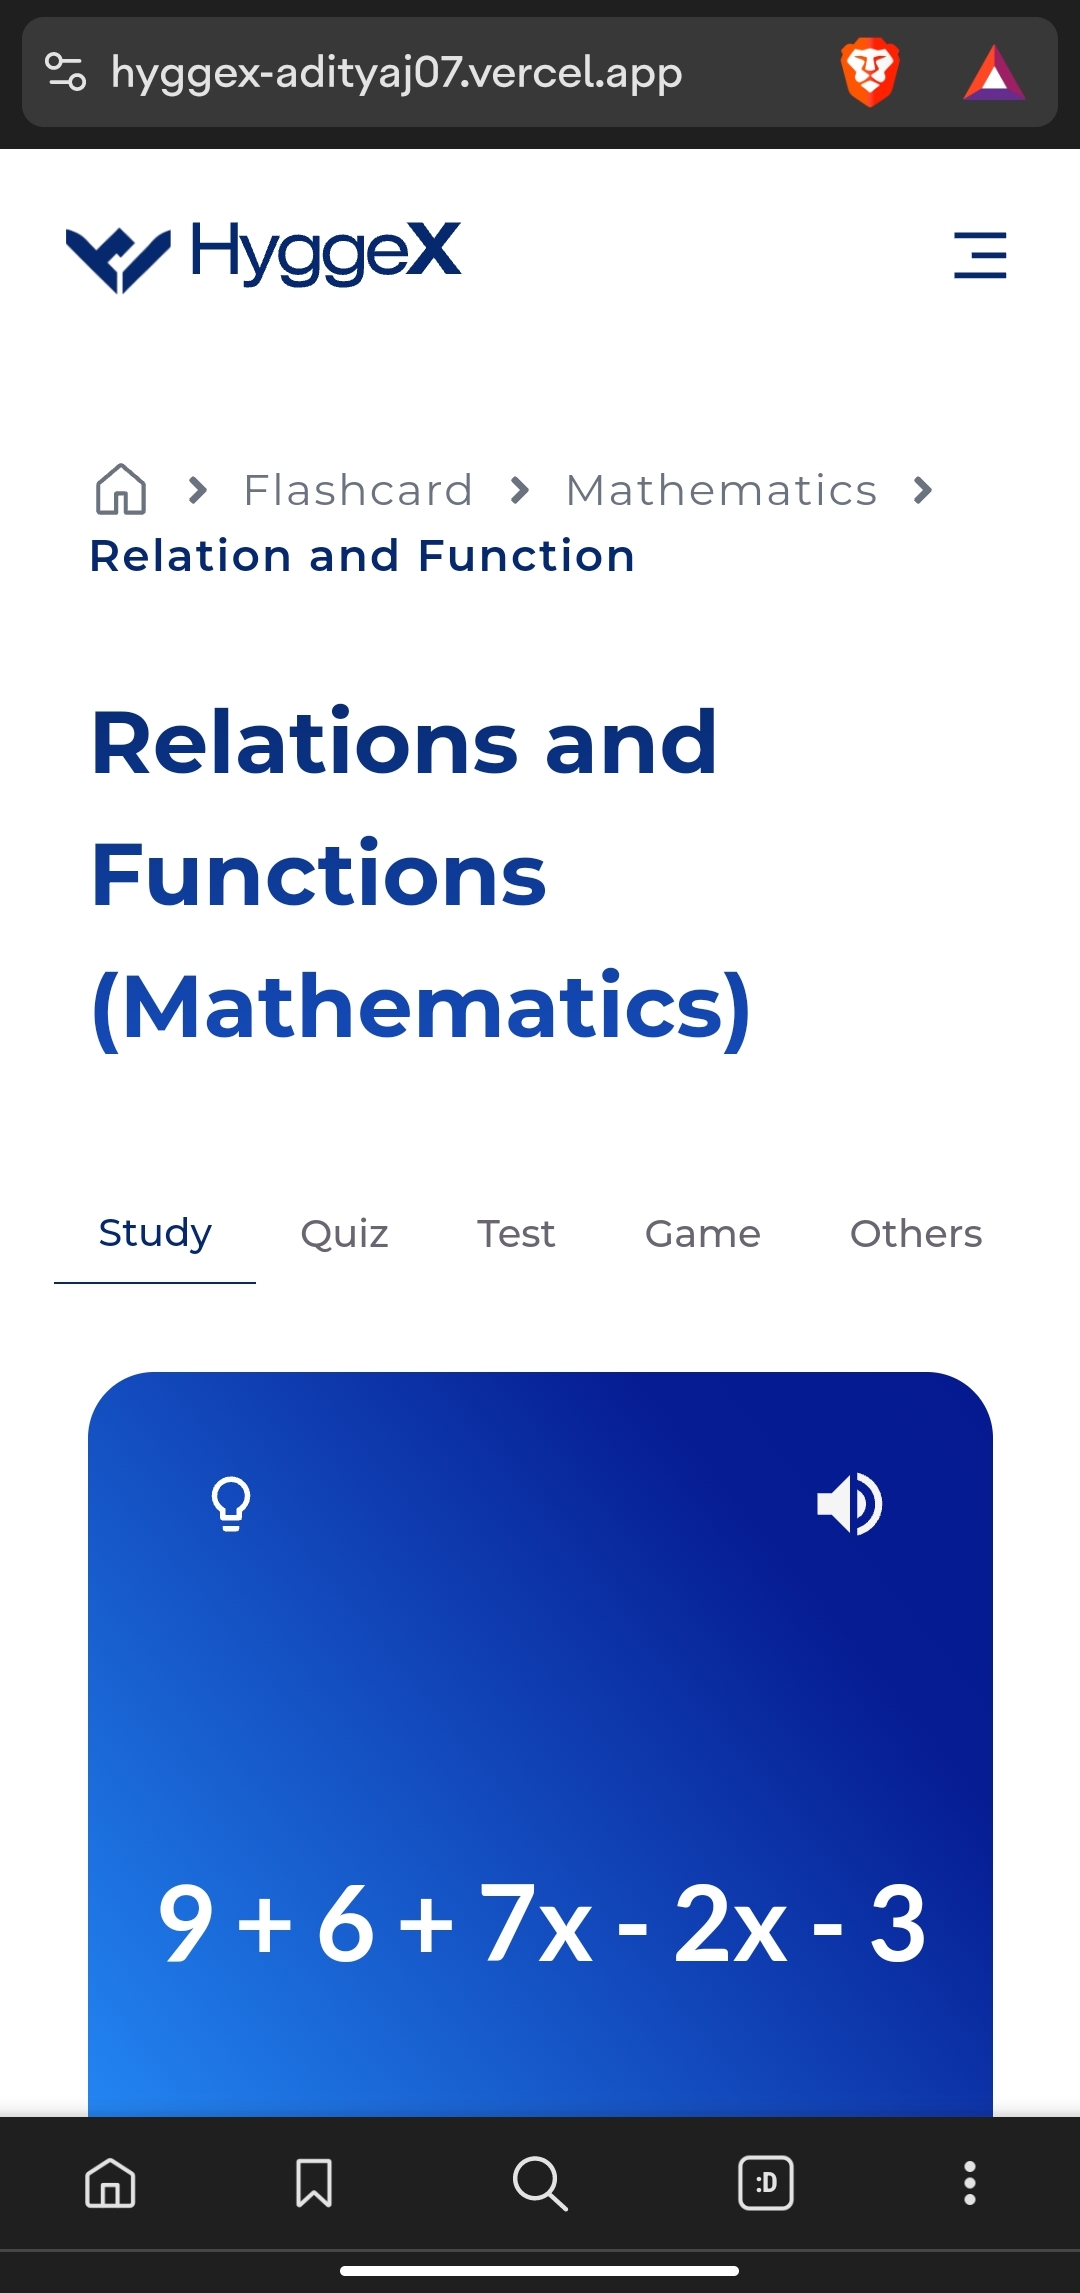 hyggex-adityaj07.vercel.app
HyggeX
Flashcard > Mathematics >
Relation and Function
Relations and
Functions
(Mathematics)
Study Quiz Test Game Others
9 + 6 + 7x - 2x - 3
:D